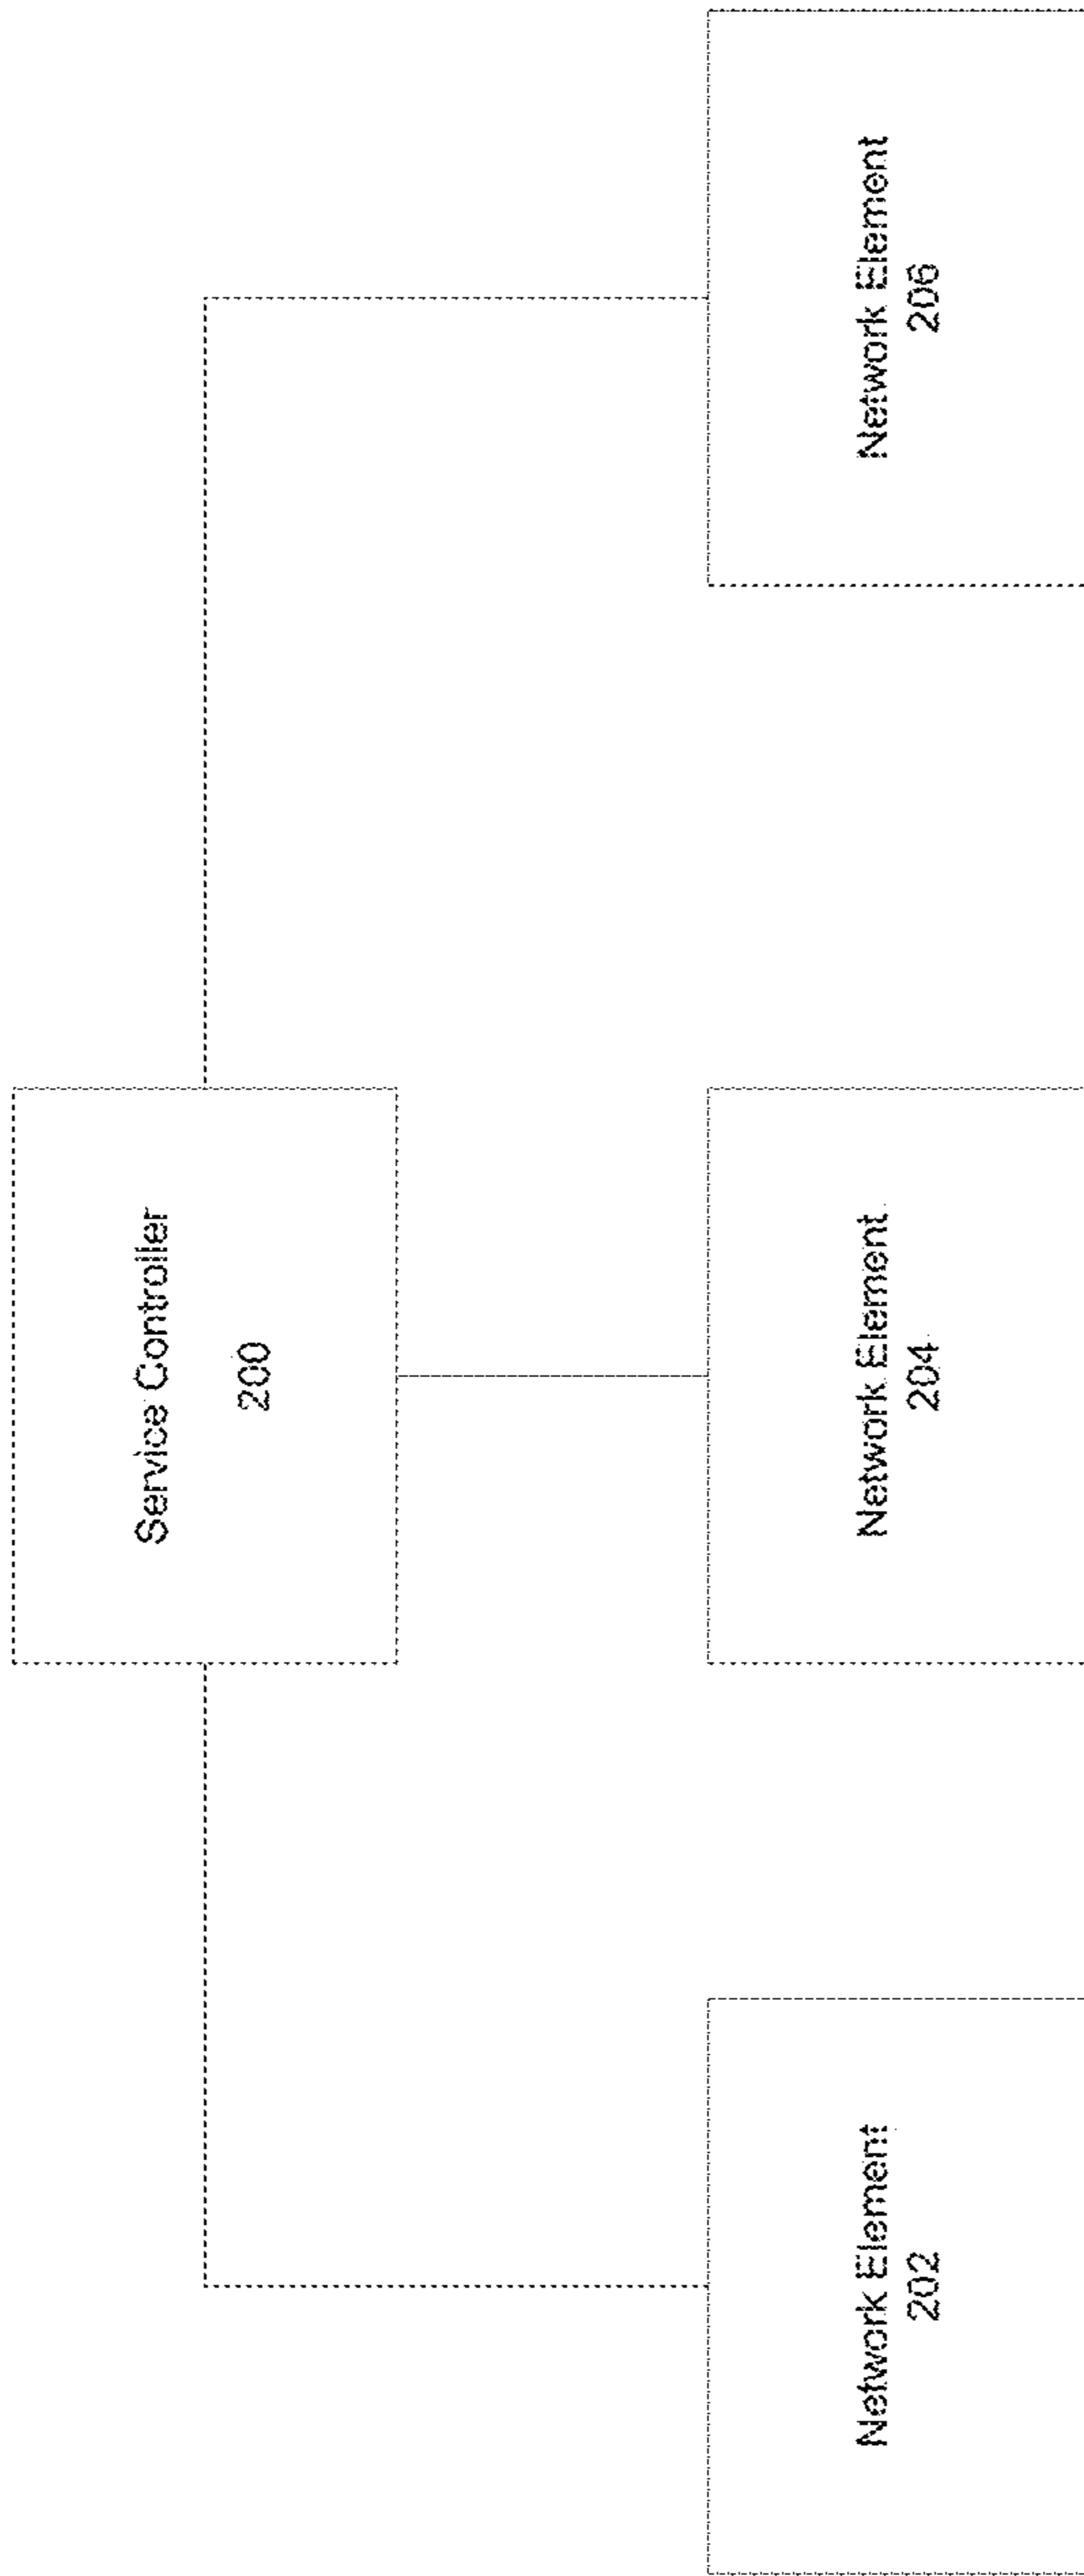 Service Controller
200
Network Element
202
Network Element
204
Network Element
206